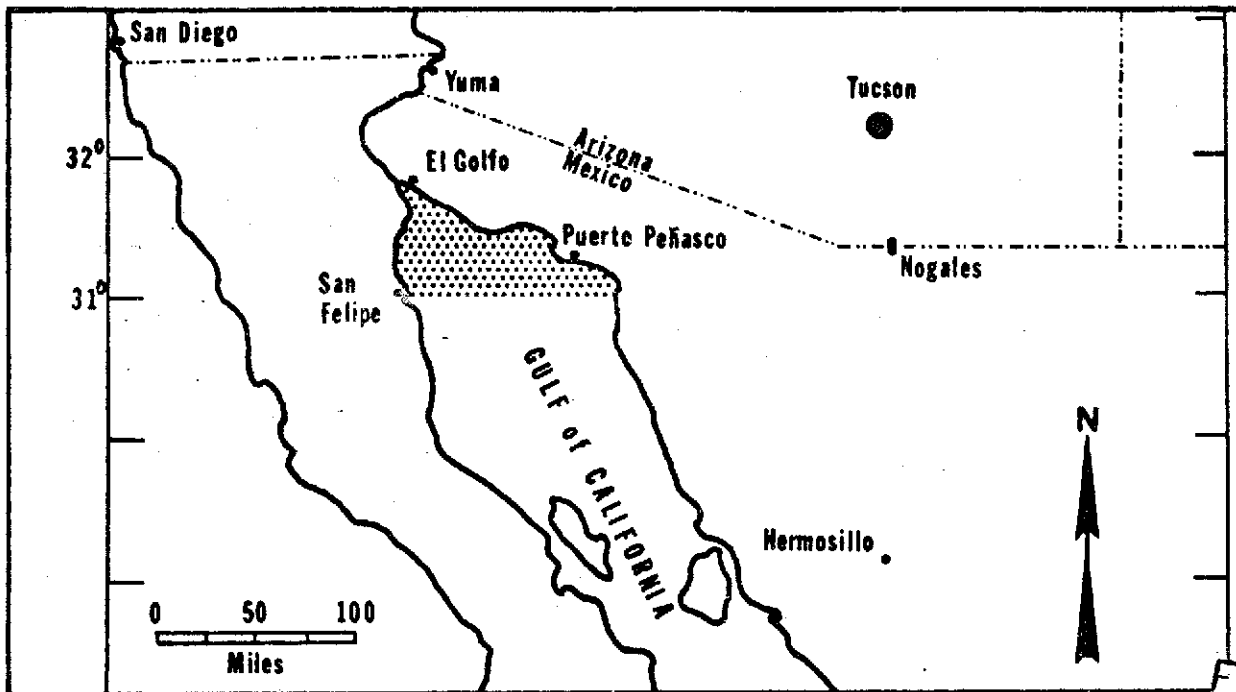 San Diego
Yuma
Tucson
Arizona
Mexico
32°
El Golfo
Puerto Peñasco
Nogales
31°
San
Felipe
GULF of CALIFORNIA
N
Hermosillo
0 50 100
Miles